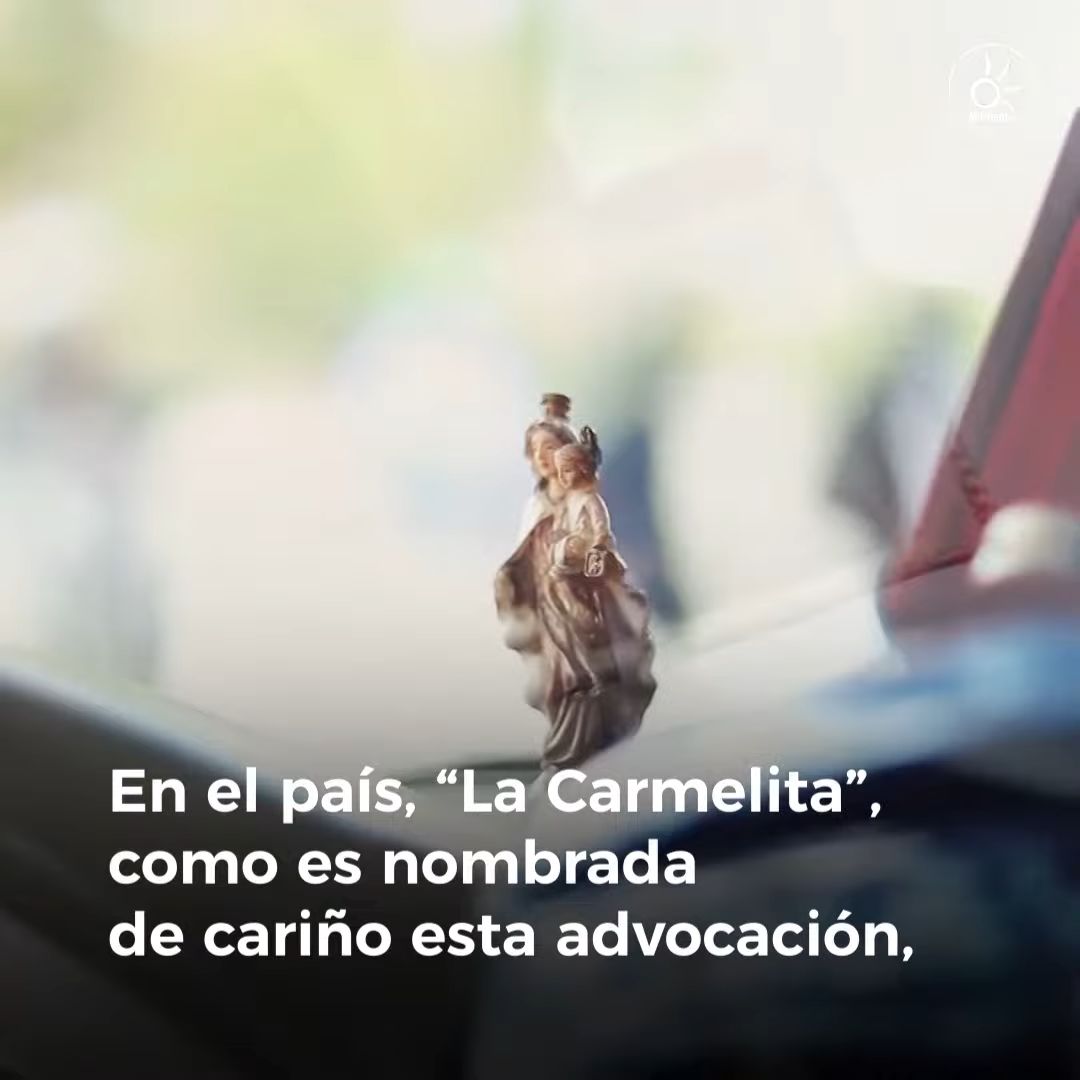 En el país, “La Carmelita”,
como es nombrada
de cariño esta advocación,